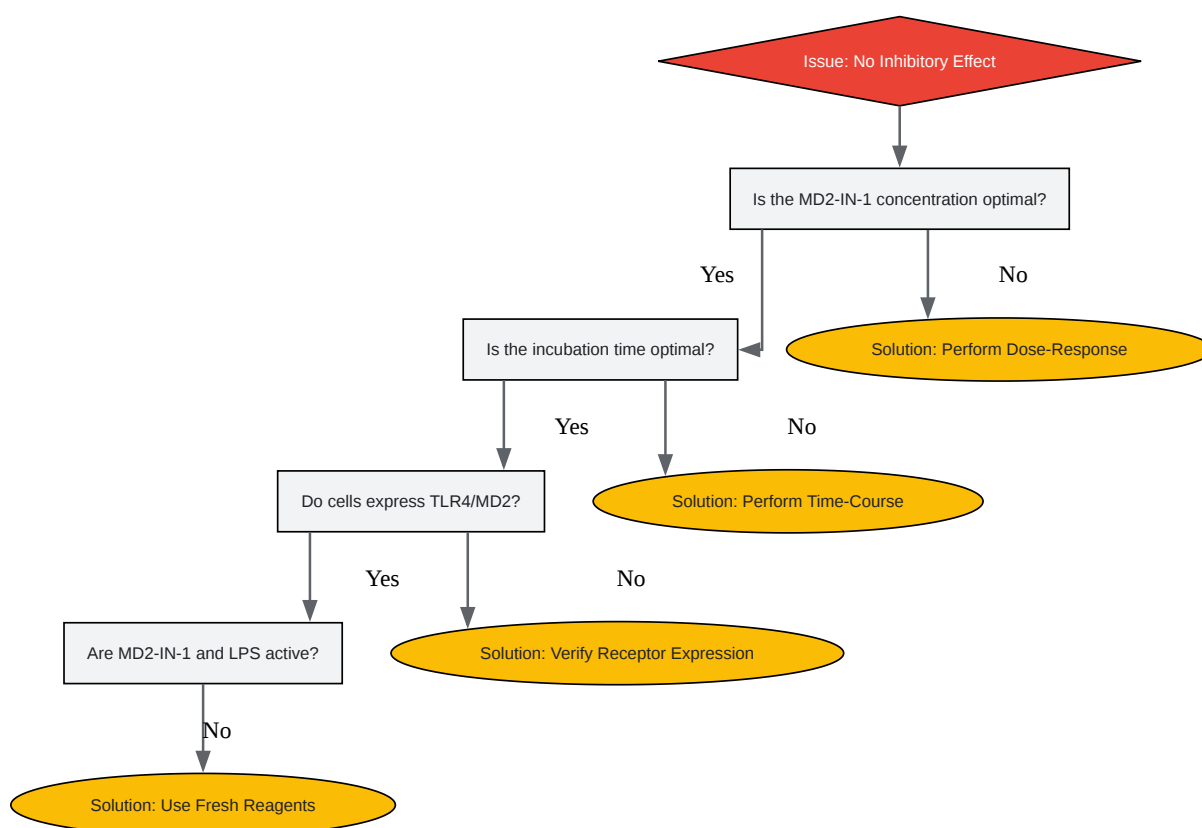 Issue: No Inhibitory Effect
Is the MD2-IN-1 concentration optimal?
Yes
No
Is the incubation time optimal?
Solution: Perform Dose-Response
Yes
No
Do cells express TLR4/MD2?
Solution: Perform Time-Course
Yes
No
Are MD2-IN-1 and LPS active?
Solution: Verify Receptor Expression
No
Solution: Use Fresh Reagents